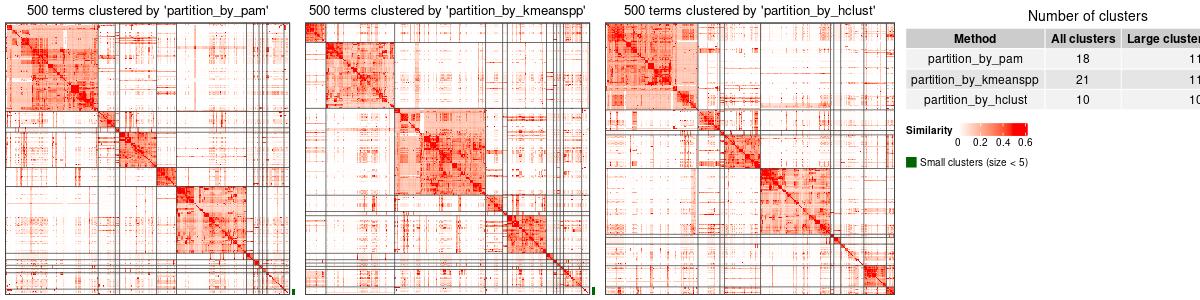 500 terms clustered by 'partition_by_pam'
500 terms clustered by 'partition_by_kmeanspp'
500 terms clustered by 'partition_by_hclust'
Number of clusters
Method All clusters Large cluster
partition_by_pam 18 11
partition_by_kmeanspp 21 11
partition_by_hclust 10 10
Similarity
0 0.2 0.4 0.6
Small clusters (size < 5)